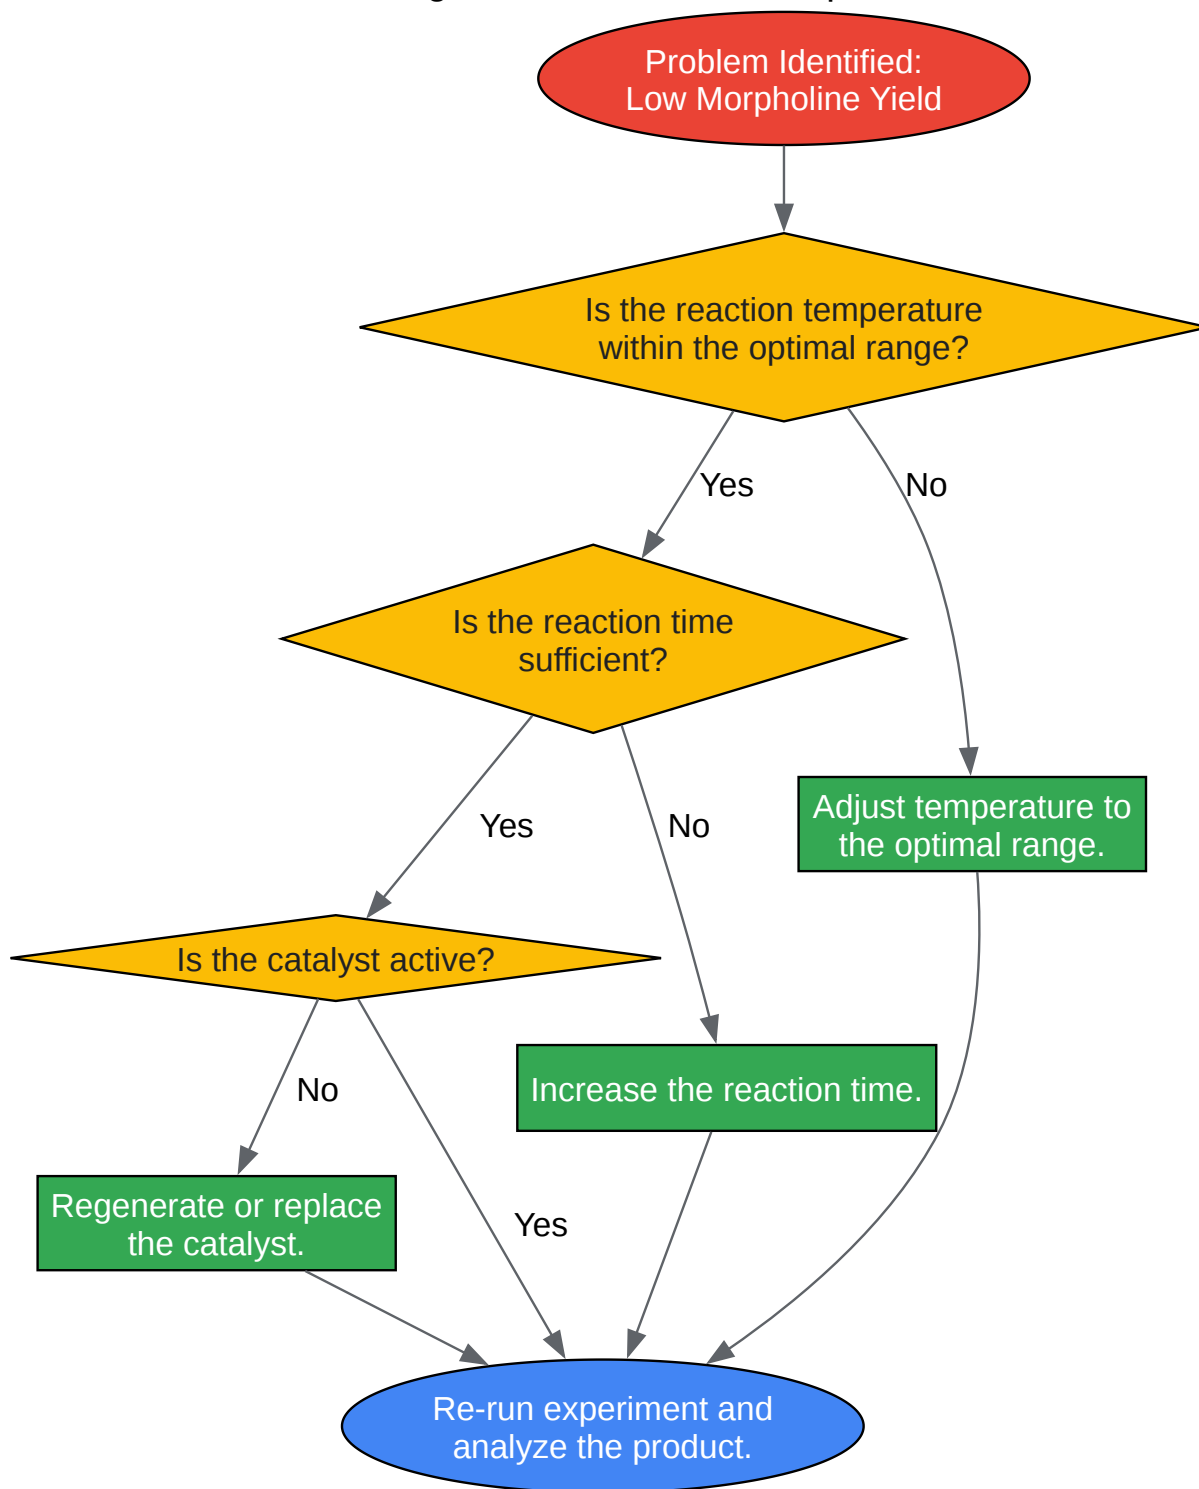 Problem Identified:
Low Morpholine Yield
Is the reaction temperature
within the optimal range?
Yes
No
Is the reaction time
sufficient?
Adjust temperature to
the optimal range.
Yes
No
Is the catalyst active?
Increase the reaction time.
No
Regenerate or replace
the catalyst.
Yes
Re-run experiment and
analyze the product.